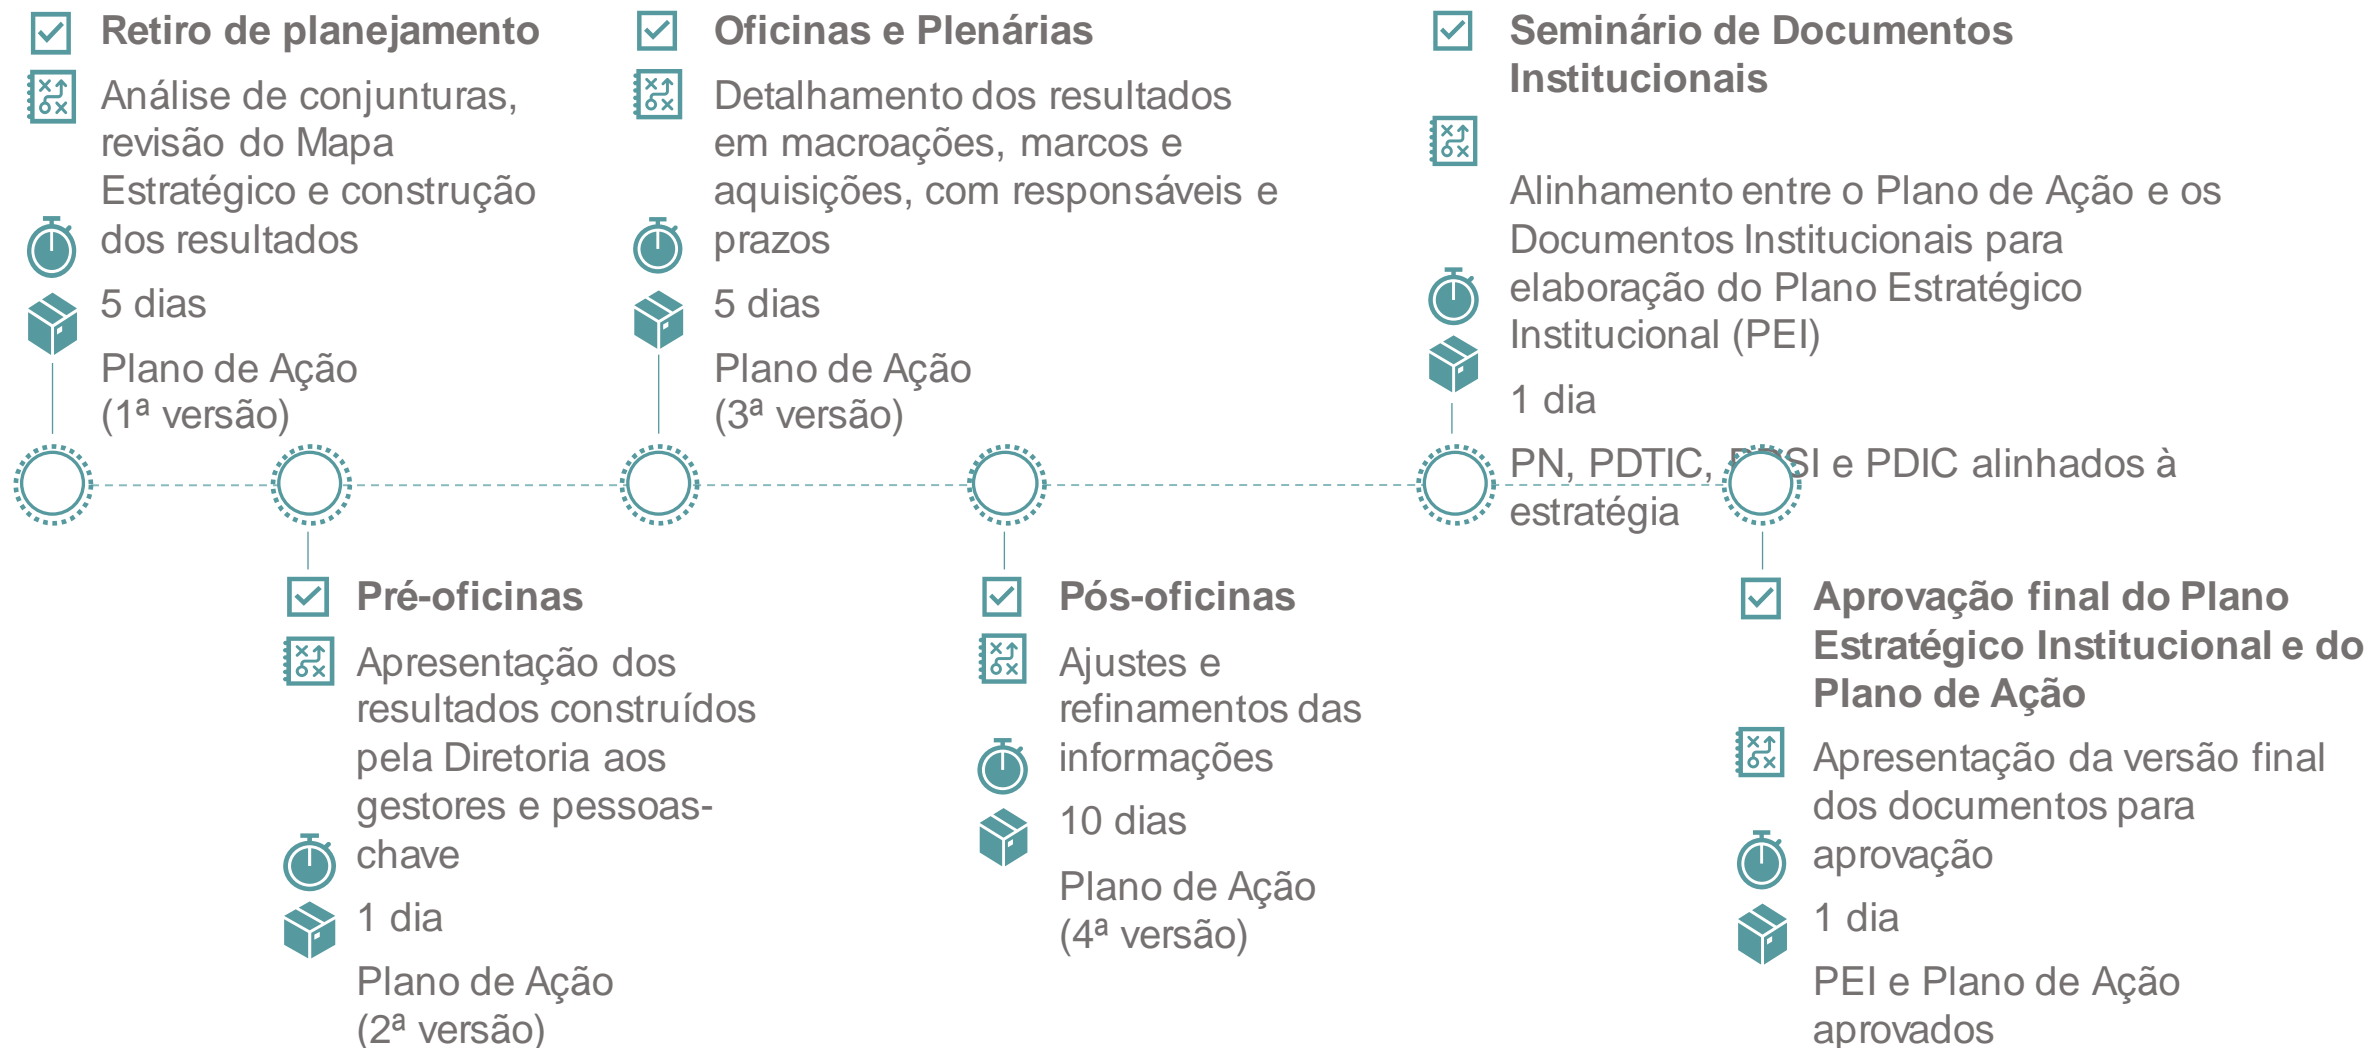 Retiro de planejamento
Análise de conjunturas,
revisão do Mapa
Estratégico e construção
dos resultados
5 dias
Plano de Ação
(1ª versão)
Pré-oficinas
Apresentação dos
resultados construídos
pela Diretoria aos
gestores e pessoas-
chave
1 dia
Plano de Ação
(2ª versão)
Oficinas e Plenárias
Detalhamento dos resultados
em macroações, marcos e
aquisições, com responsáveis e
prazos
5 dias
Plano de Ação
(3ª versão)
Pós-oficinas
Ajustes e
refinamentos das
informações
10 dias
Plano de Ação
(4ª versão)
Seminário de Documentos
Institucionais
Alinhamento entre o Plano de Ação e os
Documentos Institucionais para
elaboração do Plano Estratégico
Institucional (PEI)
1 dia
PN, PDTIC, e PDIC alinhados à
estratégia
Aprovação final do Plano
Estratégico Institucional e do
Plano de Ação
Apresentação da versão final
dos documentos para
aprovação
1 dia
PEI e Plano de Ação
aprovados